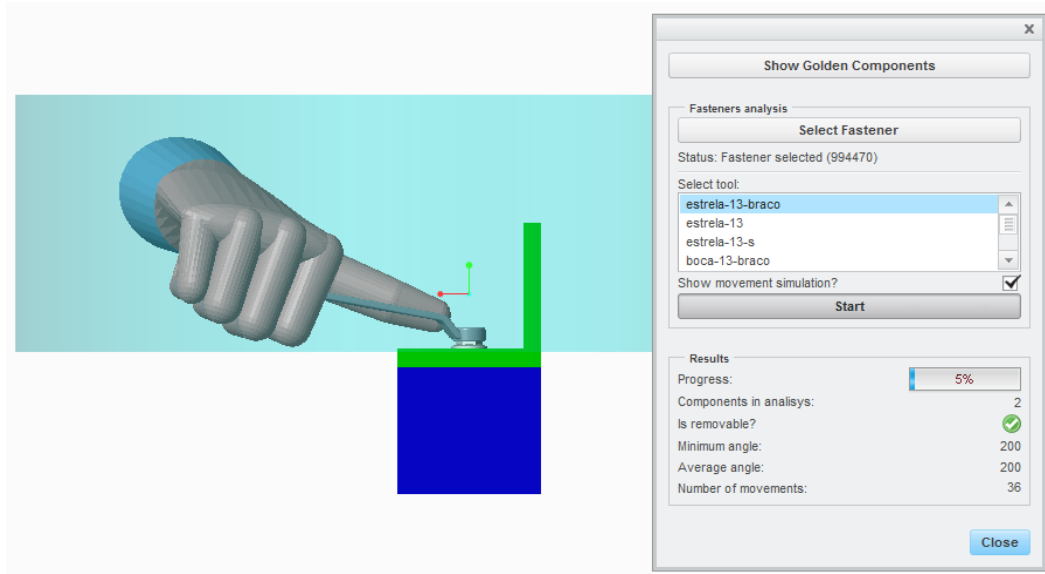 x
Show Golden Components
Fasteners analysis
Select Fastener
Status: Fastener selected (994470)
Select tool:
estrela-13-braco
estrela-13
estrela-13-s
boca-13-braco
Show movement simulation?
Start
Results
Progress: 5%
Components in analisys: 2
Is removable?
Minimum angle: 200
Average angle: 200
Number of movements: 36
Close